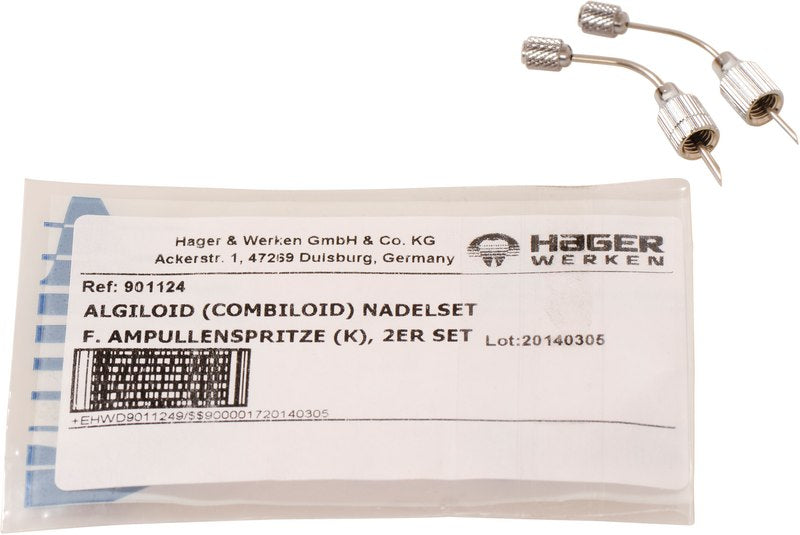 Hager & Werken GmbH & Co. KG
Ackerstr. 1, 47269 Duisburg, Germany
HaGER
WERKEN
Ref: 901124
ALGILOID (COMBILOID) NADELSET
F. AMPULLENSPRITZE (K), 2ER SET
Lot:20140305
+EHWD9011249/$$900001720140305